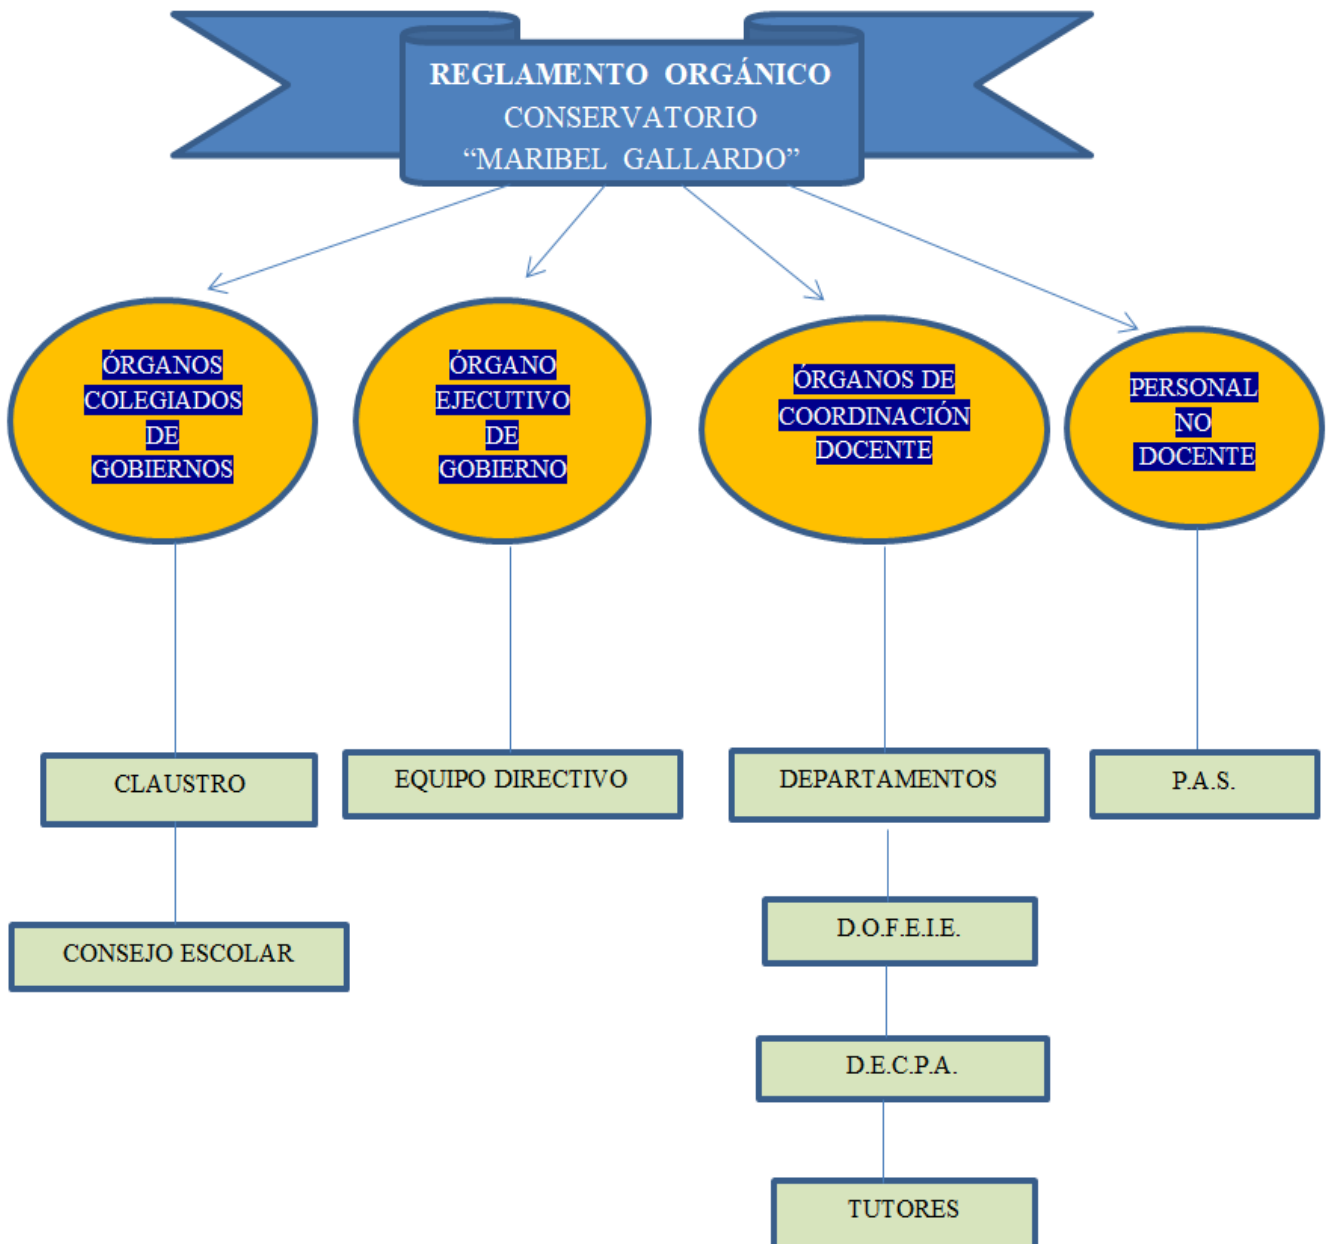 REGLAMENTO ORGÁNICO
CONSERVATORIO
“MARIBEL GALLARDO”
ÓRGANOS
COLEGIADOS
DE
GOBIERNOS
ÓRGANO
EJECUTIVO
DE
GOBIERNO
ÓRGANOS DE
COORDINACIÓN
DOCENTE
PERSONAL
NO
DOCENTE
CLAUSTRO
EQUIPO DIRECTIVO
DEPARTAMENTOS
P.A.S.
CONSEJO ESCOLAR
D.O.F.E.I.E.
D.E.C.P.A.
TUTORES